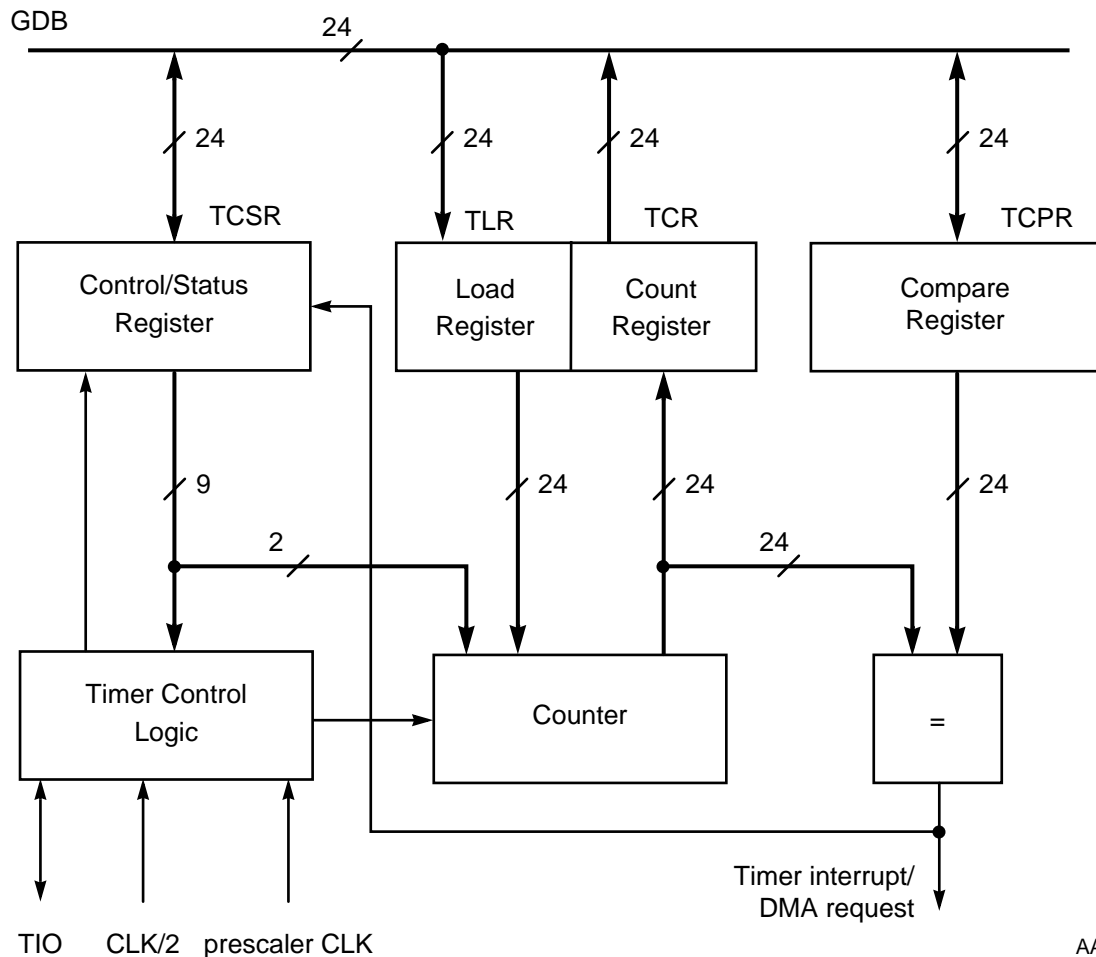 GDB
24
24
24
24
24
TCSR
TLR
TCR
TCPR
Control/Status
Register
Load
Register
Count
Register
Compare
Register
9
24
24
24
2
24
Timer Control
Logic
Counter
=
Timer interrupt/
DMA request
TIO
CLK/2
prescaler CLK
AA